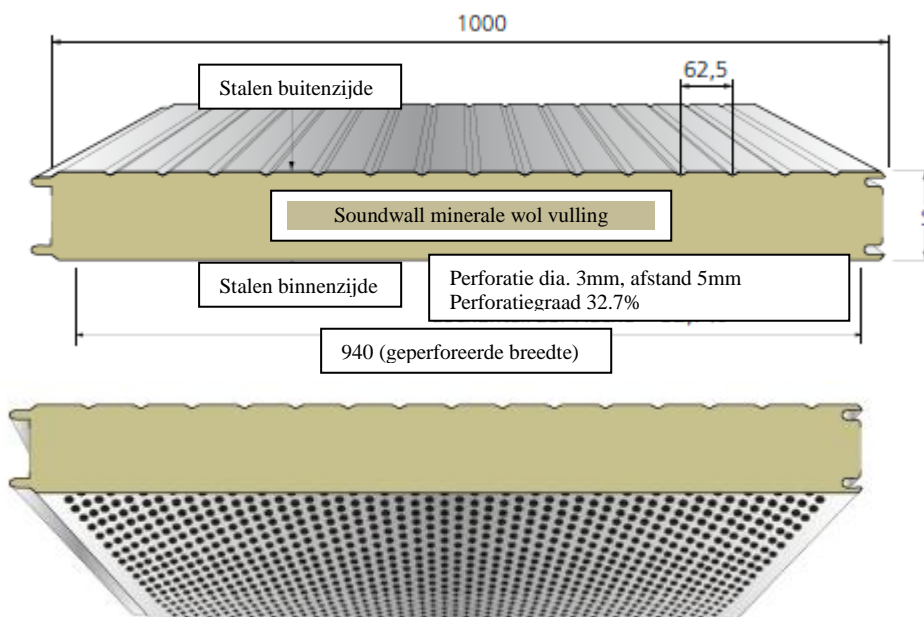 1000
Stalen buitenzijde
62,5
Soundwall minerale wol vulling
Stalen binnenzijde
Perforatie dia. 3mm, afstand 5mm
Perforatiegraad 32.7%
940 (geperforeerde breedte)